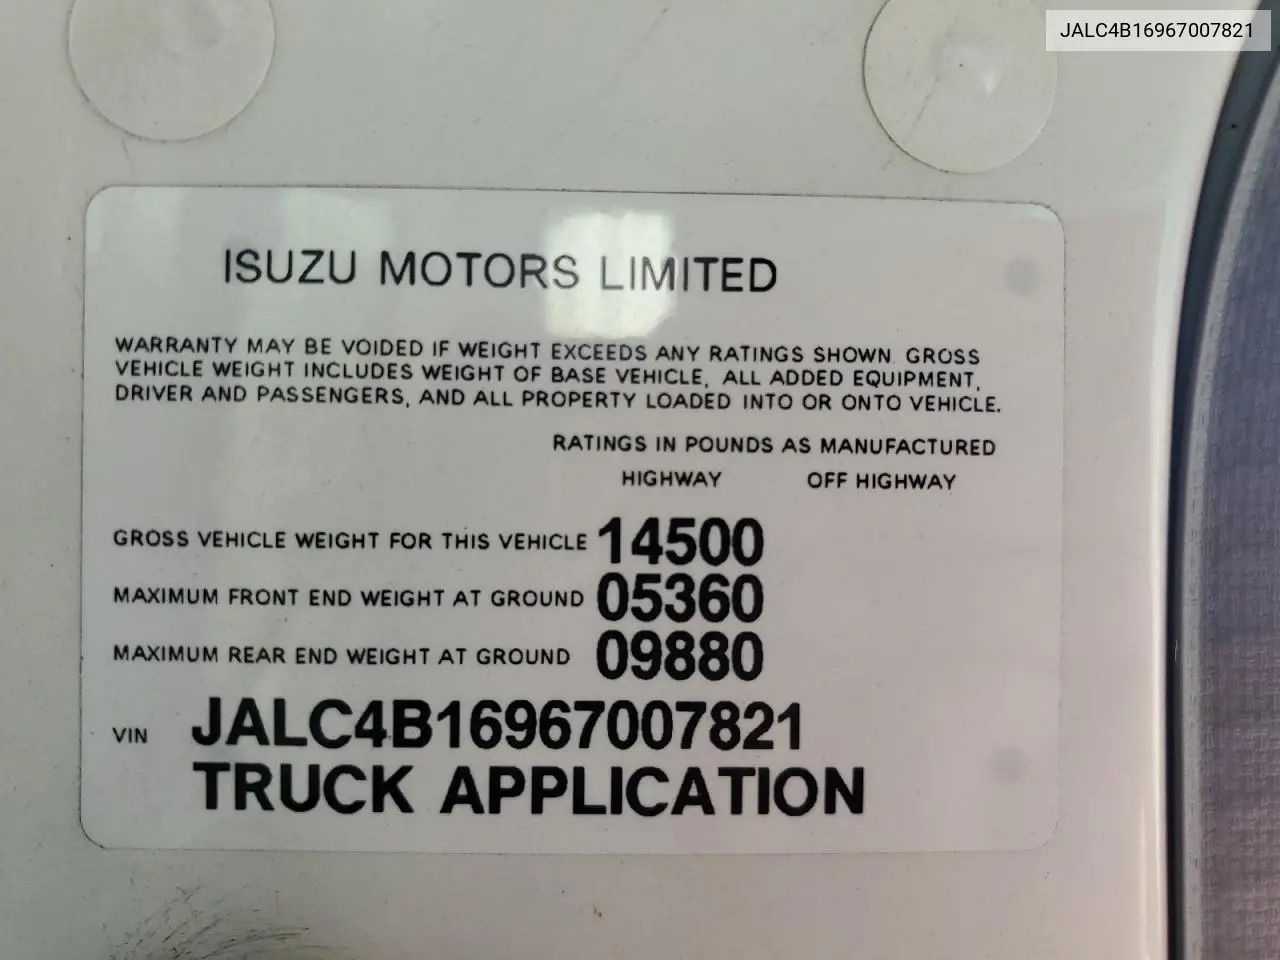 JALC4B16967007821
ISUZU MOTORS LIMITED
WARRANTY MAY BE VOIDED IF WEIGHT EXCEEDS ANY RATINGS SHOWN. GROSS
VEHICLE WEIGHT INCLUDES WEIGHT OF BASE VEHICLE, ALL ADDED EQUIPMENT,
DRIVER AND PASSENGERS, AND ALL PROPERTY LOADED INTO OR ONTO VEHICLE.
RATINGS IN POUNDS AS MANUFACTURED
HIGHWAY OFF HIGHWAY
GROSS VEHICLE WEIGHT FOR THIS VEHICLE 14500
MAXIMUM FRONT END WEIGHT AT GROUND 05360
MAXIMUM REAR END WEIGHT AT GROUND 09880
VIN JALC4B16967007821
TRUCK APPLICATION